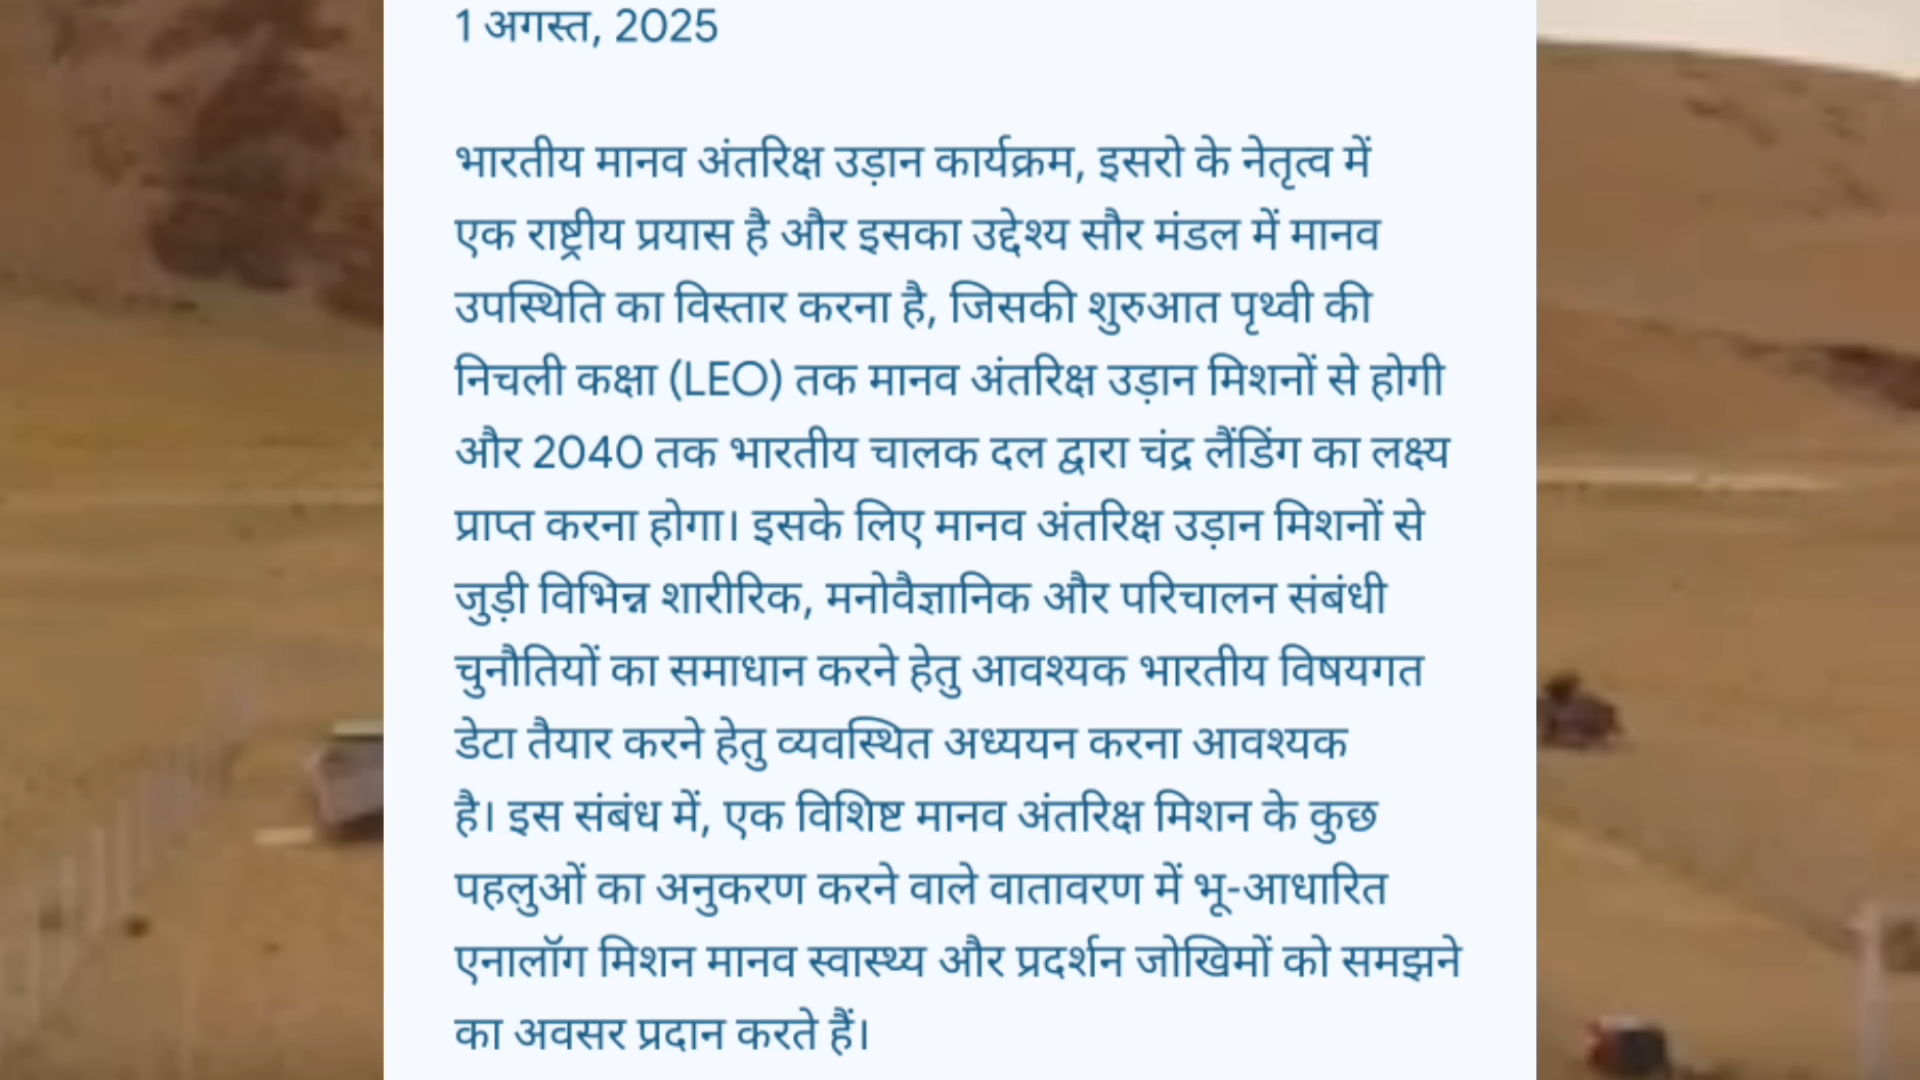 1 अगस्त, 2025
भारतीय मानव अंतरिक्ष उड़ान कार्यक्रम, इसरो के नेतृत्व में
एक राष्ट्रीय प्रयास है और इसका उद्देश्य सौर मंडल में मानव
उपस्थिति का विस्तार करना है, जिसकी शुरुआत पृथ्वी की
निचली कक्षा (LEO) तक मानव अंतरिक्ष उड़ान मिशनों से होगी
और 2040 तक भारतीय चालक दल द्वारा चंद्र लैंडिंग का लक्ष्य
प्राप्त करना होगा। इसके लिए मानव अंतरिक्ष उड़ान मिशनों से
जुड़ी विभिन्न शारीरिक, मनोवैज्ञानिक और परिचालन संबंधी
चुनौतियों का समाधान करने हेतु आवश्यक भारतीय विषयगत
डेटा तैयार करने हेतु व्यवस्थित अध्ययन करना आवश्यक
है। इस संबंध में, एक विशिष्ट मानव अंतरिक्ष मिशन के कुछ
पहलुओं का अनुकरण करने वाले वातावरण में भू-आधारित
एनालॉग मिशन मानव स्वास्थ्य और प्रदर्शन जोखिमों को समझने
का अवसर प्रदान करते हैं।